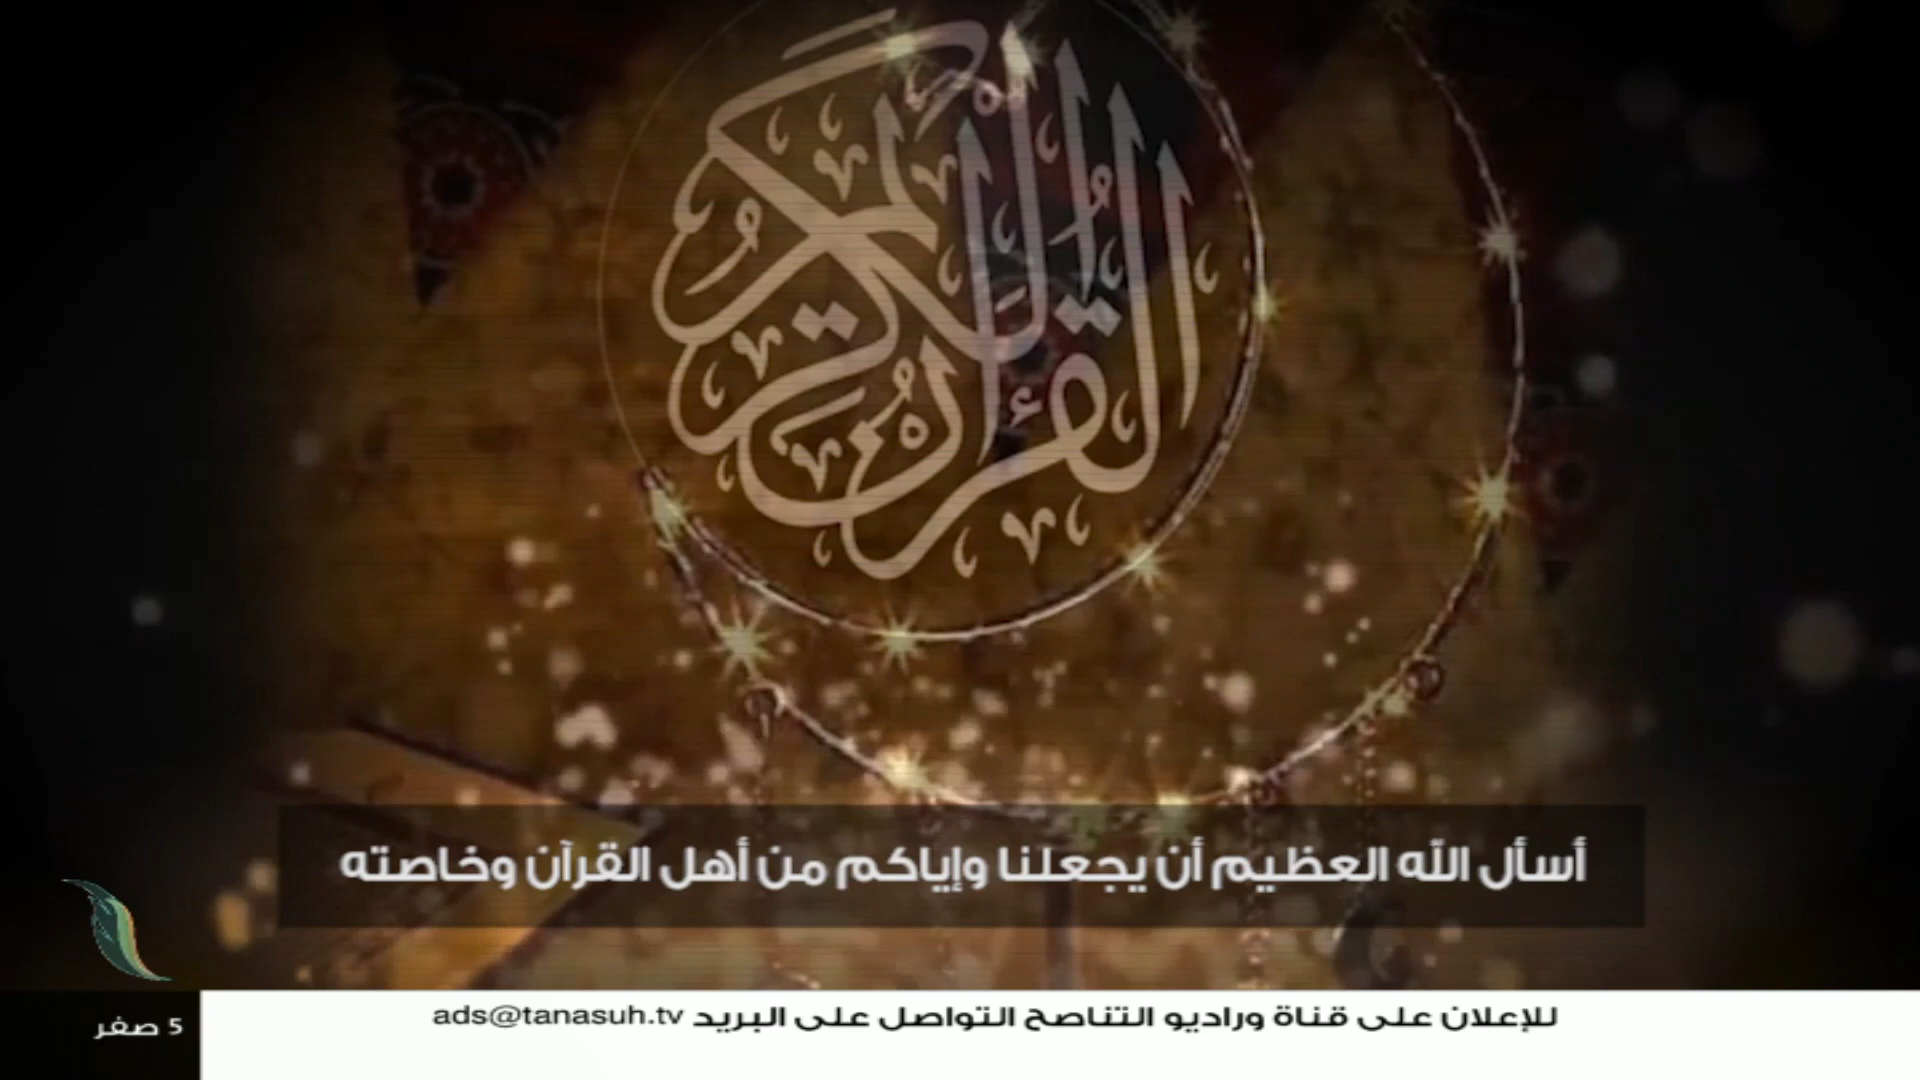 القرآن الكريم
أسأل الله العظيم أن يجعلنا وإياكم من أهل القرآن وخاصته
للإعلان على قناة وراديو التناصح التواصل على البريد ads@tanasuh.tv
5 صفر